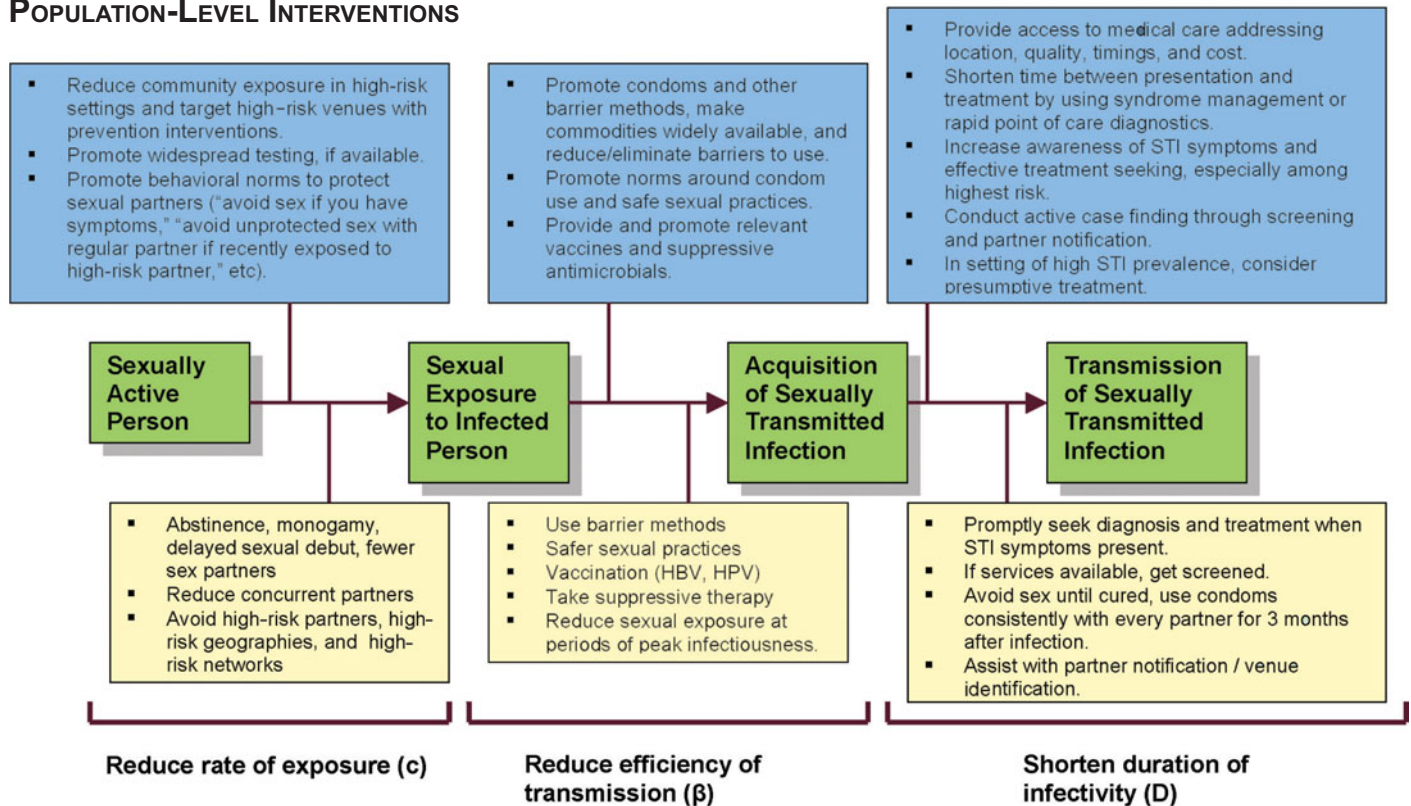 POPULATION-LEVEL INTERVENTIONS
▪ Reduce community exposure in high-risk
settings and target high-risk venues with
prevention interventions.
▪ Promote widespread testing, if available.
▪ Promote behavioral norms to protect
sexual partners (“avoid sex if you have
symptoms,” “avoid unprotected sex with
regular partner if recently exposed to
high-risk partner,” etc).
▪ Promote condoms and other
barrier methods, make
commodities widely available, and
reduce/eliminate barriers to use.
▪ Promote norms around condom
use and safe sexual practices.
▪ Provide and promote relevant
vaccines and suppressive
antimicrobials.
▪ Provide access to medical care addressing
location, quality, timings, and cost.
▪ Shorten time between presentation and
treatment by using syndrome management or
rapid point of care diagnostics.
▪ Increase awareness of STI symptoms and
effective treatment seeking, especially among
highest risk.
▪ Conduct active case finding through screening
and partner notification.
▪ In setting of high STI prevalence, consider
presumptive treatment.
Sexually
Active
Person
Sexual
Exposure
to Infected
Person
Acquisition
of Sexually
Transmitted
Infection
Transmission
of Sexually
Transmitted
Infection
▪ Abstinence, monogamy,
delayed sexual debut, fewer
sex partners
▪ Reduce concurrent partners
▪ Avoid high-risk partners, high-
risk geographies, and high-
risk networks
▪ Use barrier methods
▪ Safer sexual practices
▪ Vaccination (HBV, HPV)
▪ Take suppressive therapy
▪ Reduce sexual exposure at
periods of peak infectiousness.
▪ Promptly seek diagnosis and treatment when
STI symptoms present.
▪ If services available, get screened.
▪ Avoid sex until cured, use condoms
consistently with every partner for 3 months
after infection.
▪ Assist with partner notification / venue
identification.
Reduce rate of exposure (c)
Reduce efficiency of
transmission (β)
Shorten duration of
infectivity (D)